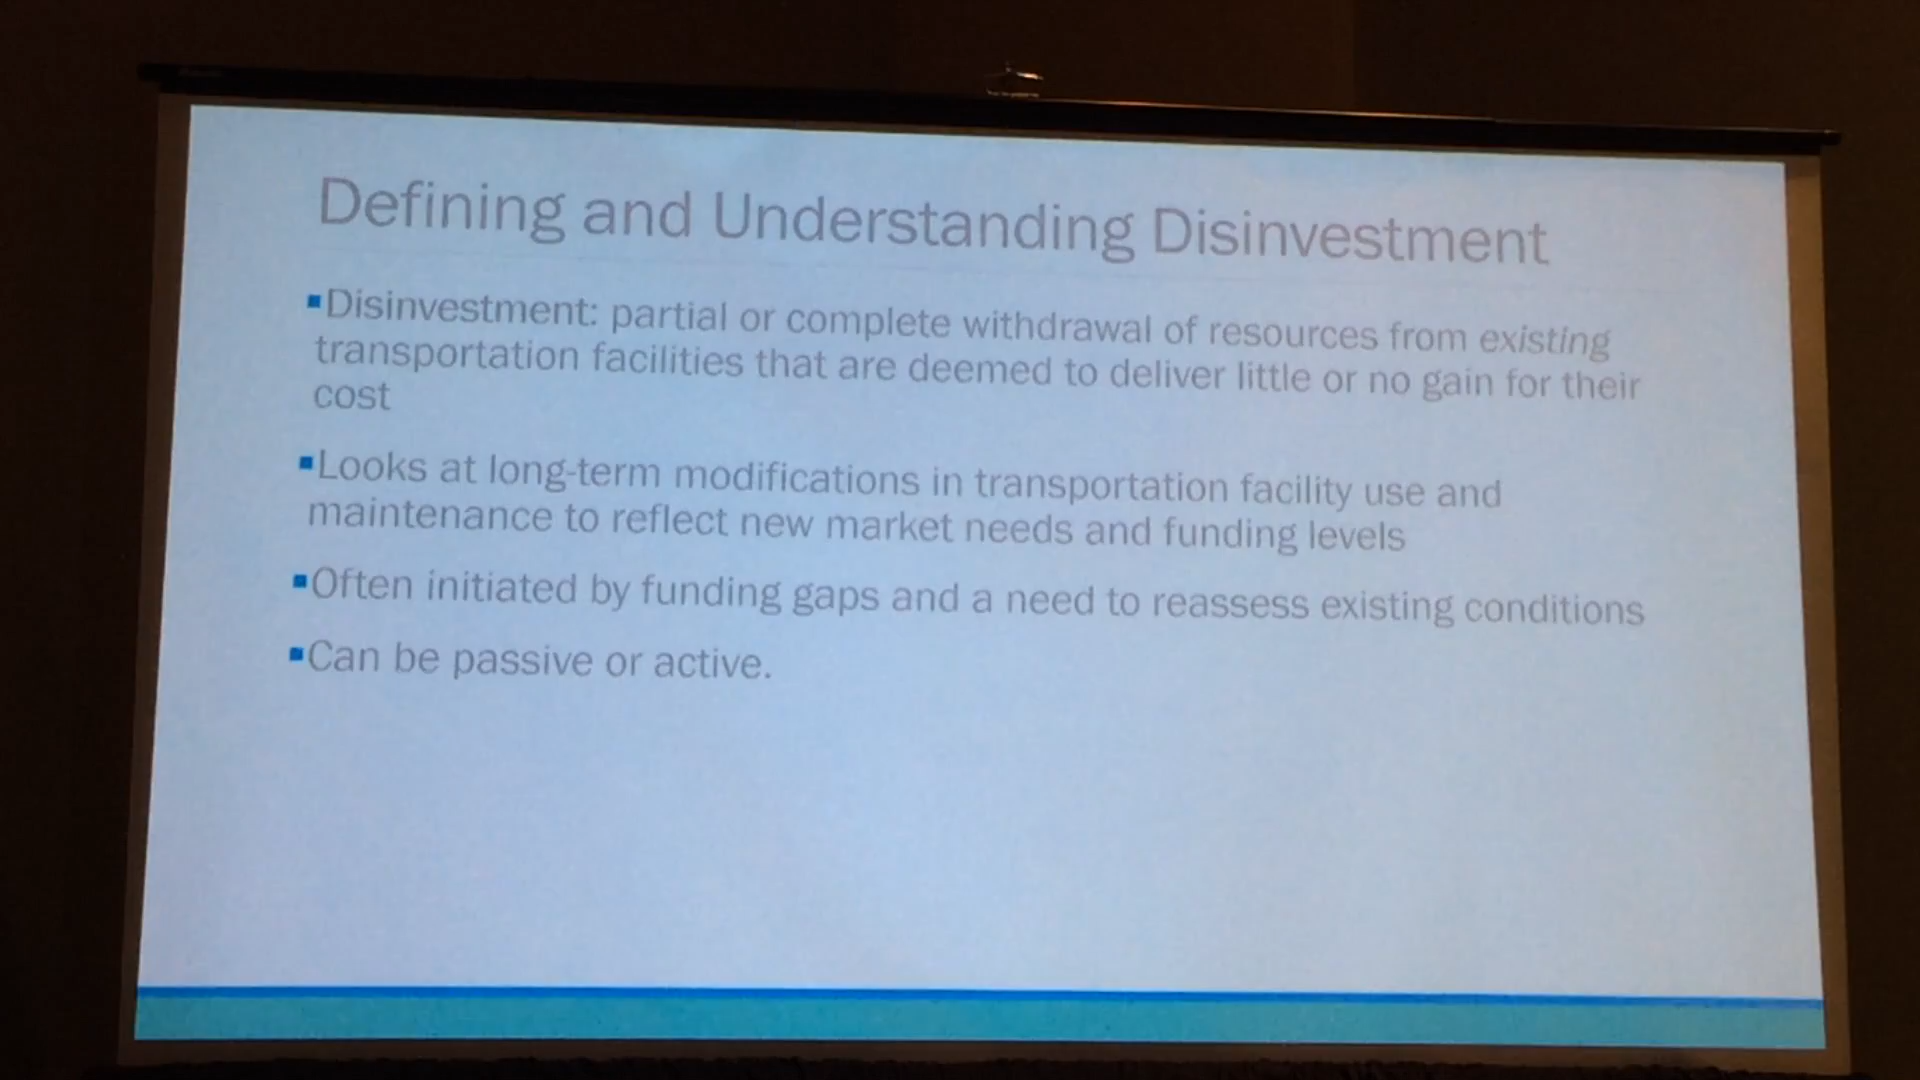 Defining and Understanding Disinvestment
▪Disinvestment: partial or complete withdrawal of resources from existing
transportation facilities that are deemed to deliver little or no gain for their
cost
▪Looks at long-term modifications in transportation facility use and
maintenance to reflect new market needs and funding levels
▪Often initiated by funding gaps and a need to reassess existing conditions
▪Can be passive or active.